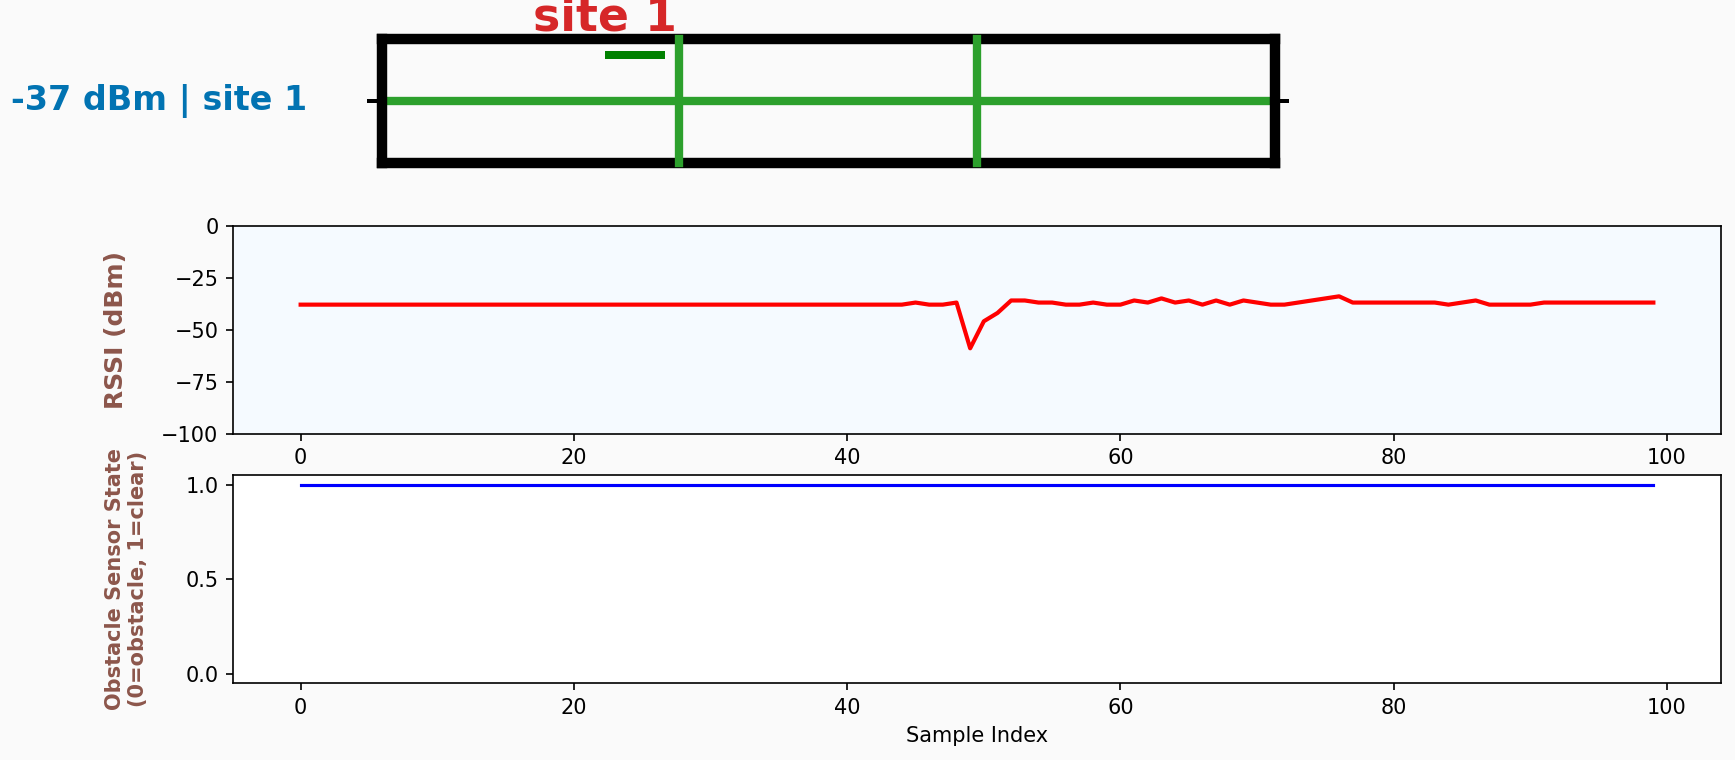 site 1
-37 dBm | site 1
RSSI (dBm)
0
−25
−50
−75
−100
0 20 40 60 80 100
Obstacle Sensor State
(0=obstacle, 1=clear)
1.0
0.5
0.0
0 20 40 60 80 100
Sample Index